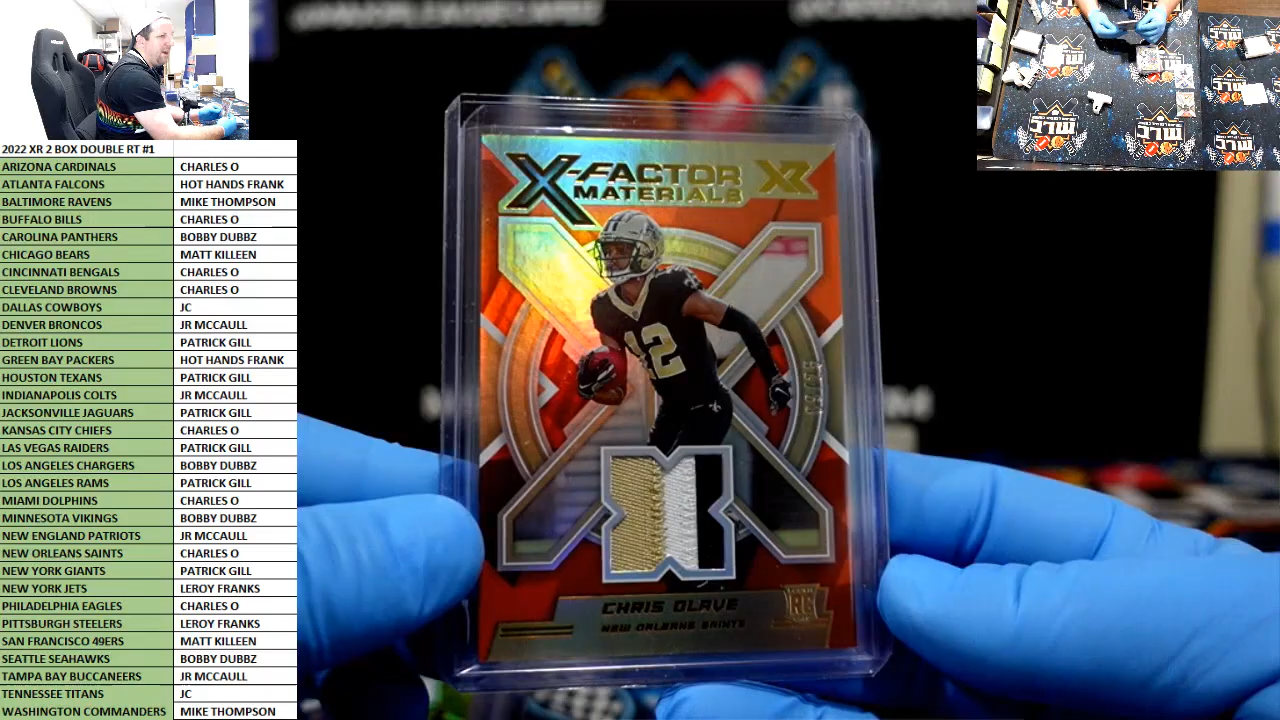 2022 XR 2 BOX DOUBLE RT #1
ARIZONA CARDINALS CHARLES O
ATLANTA FALCONS HOT HANDS FRANK
BALTIMORE RAVENS MIKE THOMPSON
BUFFALO BILLS CHARLES O
CAROLINA PANTHERS BOBBY DUBBZ
CHICAGO BEARS MATT KILLEEN
CINCINNATI BENGALS CHARLES O
CLEVELAND BROWNS CHARLES O
DALLAS COWBOYS JC
DENVER BRONCOS JR MCCAULL
DETROIT LIONS PATRICK GILL
GREEN BAY PACKERS HOT HANDS FRANK
HOUSTON TEXANS PATRICK GILL
INDIANAPOLIS COLTS JR MCCAULL
JACKSONVILLE JAGUARS PATRICK GILL
KANSAS CITY CHIEFS CHARLES O
LAS VEGAS RAIDERS PATRICK GILL
LOS ANGELES CHARGERS BOBBY DUBBZ
LOS ANGELES RAMS PATRICK GILL
MIAMI DOLPHINS CHARLES O
MINNESOTA VIKINGS BOBBY DUBBZ
NEW ENGLAND PATRIOTS JR MCCAULL
NEW ORLEANS SAINTS CHARLES O
NEW YORK GIANTS PATRICK GILL
NEW YORK JETS LEROY FRANKS
PHILADELPHIA EAGLES CHARLES O
PITTSBURGH STEELERS LEROY FRANKS
SAN FRANCISCO 49ERS MATT KILLEEN
SEATTLE SEAHAWKS BOBBY DUBBZ
TAMPA BAY BUCCANEERS JR MCCAULL
TENNESSEE TITANS JC
WASHINGTON COMMANDERS MIKE THOMPSON
X-FACTOR XR
MATERIALS
12
12
CHRIS OLAVE
NEW ORLEANS SAINTS
RC